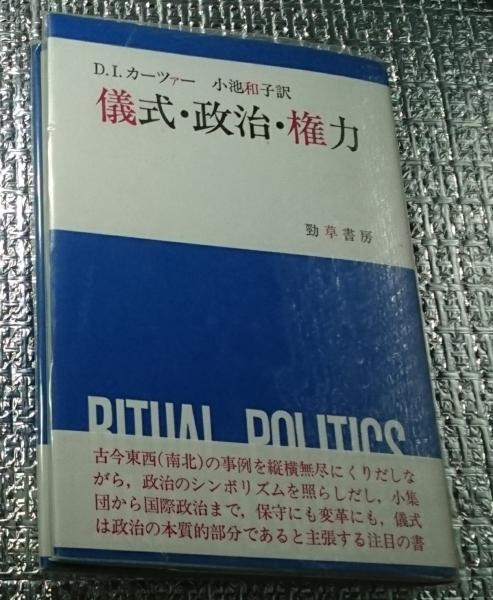 D.I.カーツァー 小池和子訳
儀式・政治・権力
勁草書房
RITUAL POLITICS
古今東西(南北)の事例を縦横無尽にくりだしな
がら，政治のシンボリズムを照らしだし，小集
団から国際政治まで，保守にも変革にも，儀式
は政治の本質的部分であると主張する注目の書